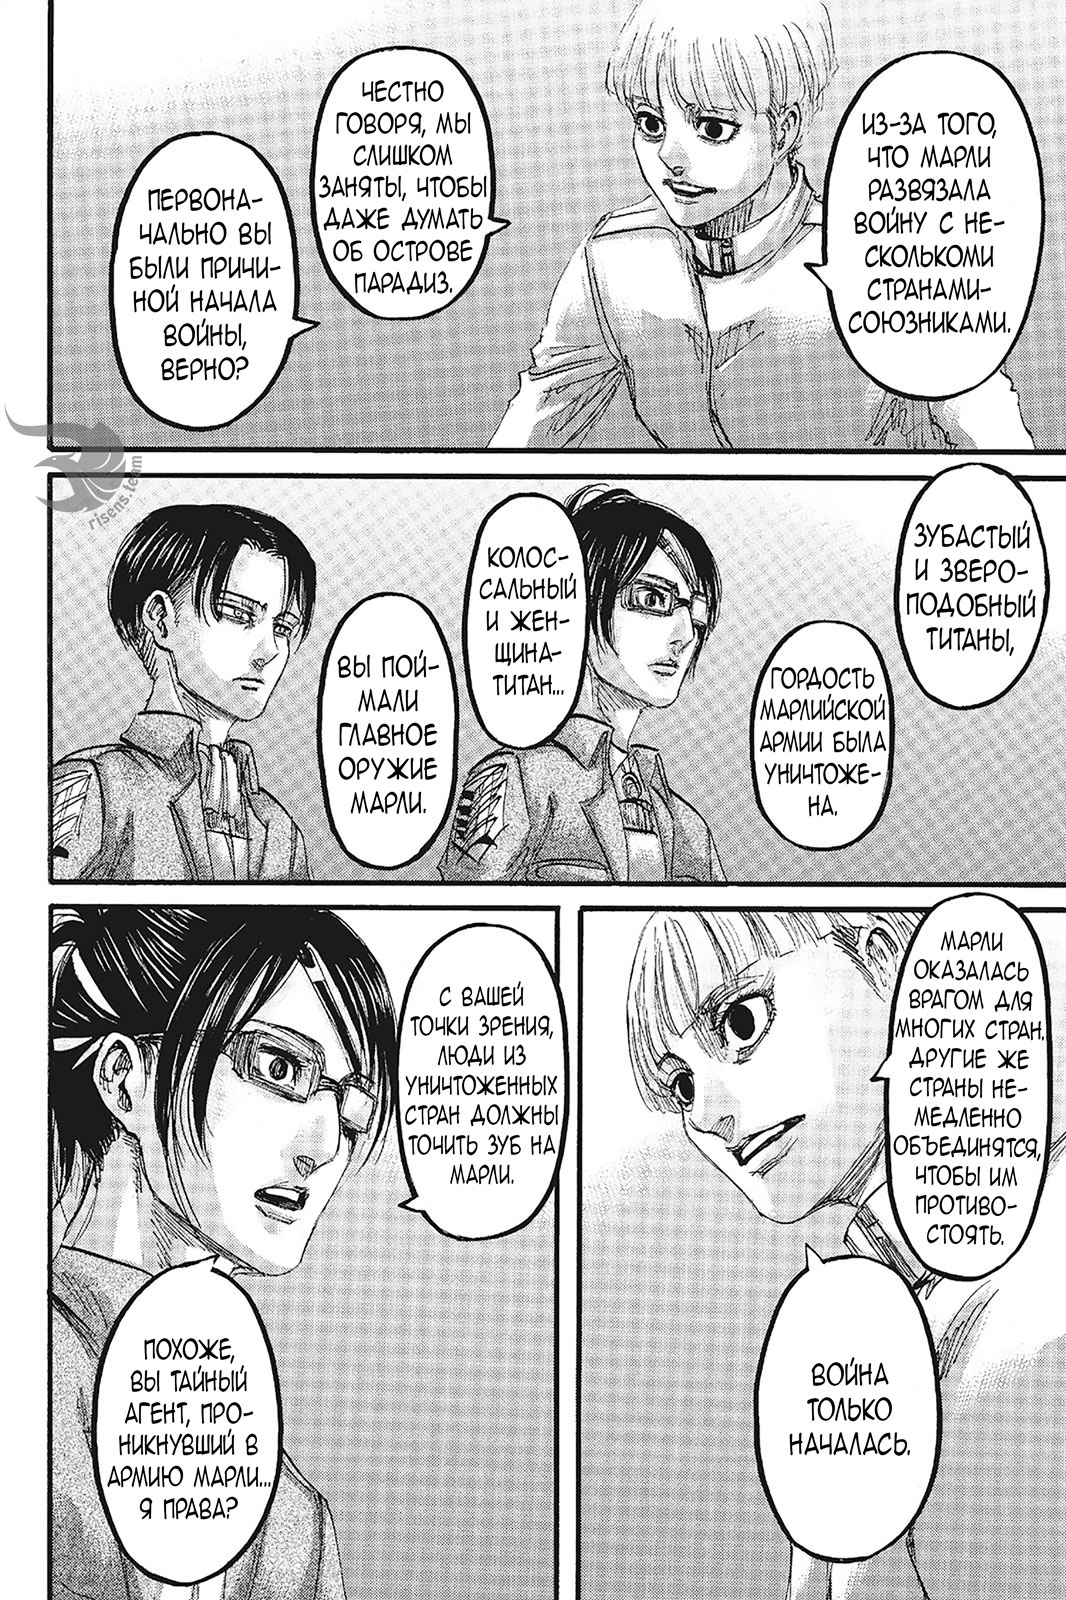 ИЗ-ЗА ТОГО,
ЧТО МАРЛИ
РАЗВЯЗАЛА
ВОЙНУ С НЕ-
СКОЛЬКОМИ
СТРАНАМИ-
СОЮЗНИКАМИ.
ЧЕСТНО
ГОВОРЯ, МЫ
СЛИШКОМ
ЗАНЯТЫ, ЧТОБЫ
ДАЖЕ ДУМАТЬ
ОБ ОСТРОВЕ
ПАРАДИЗ.
ПЕРВОНА-
ЧАЛЬНО ВЫ
БЫЛИ ПРИЧИ-
НОЙ НАЧАЛА
ВОЙНЫ,
ВЕРНО?
risens.team
ЗУБАСТЫЙ
И ЗВЕРО-
ПОДОБНЫЙ
ТИТАНЫ,
ГОРДОСТЬ
МАРЛИЙСКОЙ
АРМИИ БЫЛА
УНИЧТОЖЕ-
НА.
КОЛОС-
САЛЬНЫЙ
И ЖЕН-
ЩИНА-
ТИТАН...
ВЫ ПОЙ-
МАЛИ
ГЛАВНОЕ
ОРУЖИЕ
МАРЛИ.
МАРЛИ
ОКАЗАЛАСЬ
ВРАГОМ ДЛЯ
МНОГИХ СТРАН.
ДРУГИЕ ЖЕ
СТРАНЫ НЕ-
МЕДЛЕННО
ОБЪЕДИНЯТСЯ,
ЧТОБЫ ИМ
ПРОТИВО-
СТОЯТЬ.
ВОЙНА
ТОЛЬКО
НАЧАЛАСЬ.
С ВАШЕЙ
ТОЧКИ ЗРЕНИЯ,
ЛЮДИ ИЗ
УНИЧТОЖЕННЫХ
СТРАН ДОЛЖНЫ
ТОЧИТЬ ЗУБ НА
МАРЛИ.
ПОХОЖЕ,
ВЫ ТАЙНЫЙ
АГЕНТ, ПРО-
НИКНУВШИЙ В
АРМИЮ МАРЛИ...
Я ПРАВА?